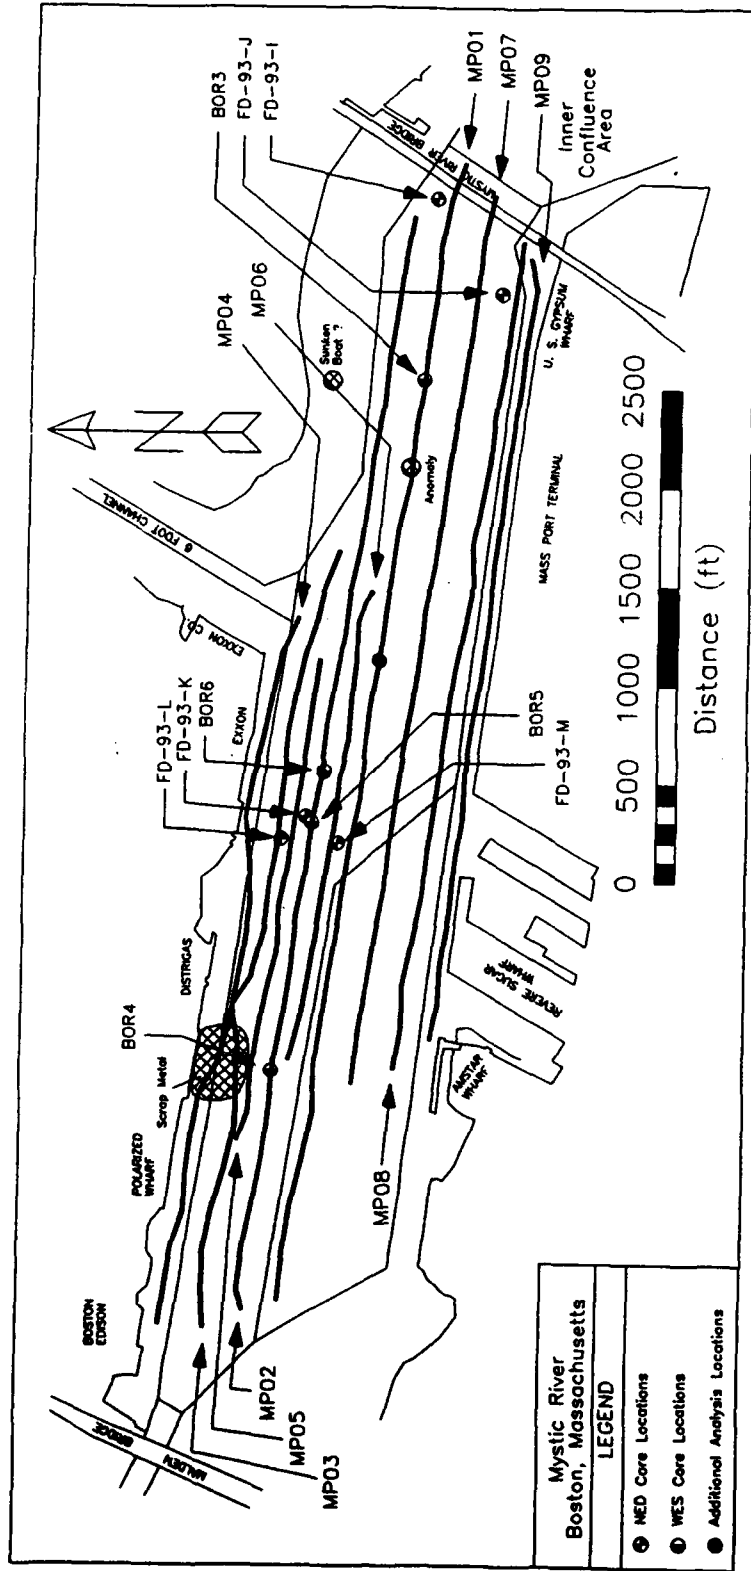 MALDEN
BRIDGE
BOSTON
EDISON
POLARIZED
WHARF
Scrap Metal
BOR4
DISTRIGAS
FD-93-L
FD-93-K
BOR6
EXXON
EXXON CO.
6 FOOT CHANNEL
MP04
MP06
Sunken
Boat ?
BOR3
FD-93-J
FD-93-I
MYSTIC RIVER BRIDGE
MP01
MP07
MP09
Inner
Confluence
Area
Anomaly
U. S. GYPSUM
WHARF
MASS PORT TERMINAL
BOR5
FD-93-M
REVERE SUGAR
WHARF
AMSTAR
WHARF
MP08
MP02
MP05
MP03
N
0 500 1000 1500 2000 2500
Distance (ft)
Mystic River
Boston, Massachusetts
LEGEND
NED Core Locations
WES Core Locations
Additional Analysis Locations